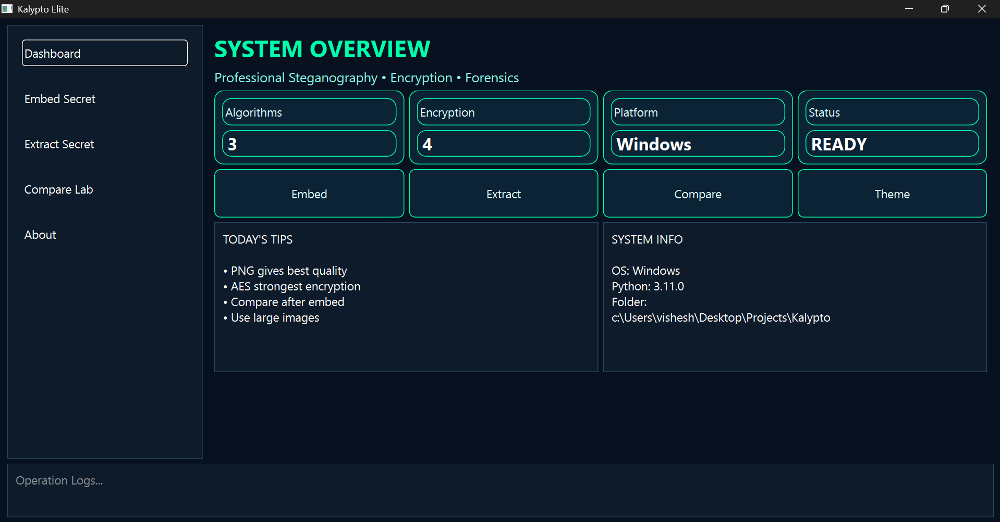 Kalypto Elite
Dashboard
Embed Secret
Extract Secret
Compare Lab
About
SYSTEM OVERVIEW
Professional Steganography • Encryption • Forensics
Algorithms
3
Encryption
4
Platform
Windows
Status
READY
Embed
Extract
Compare
Theme
TODAY'S TIPS
• PNG gives best quality
• AES strongest encryption
• Compare after embed
• Use large images
SYSTEM INFO
OS: Windows
Python: 3.11.0
Folder:
c:\Users\vishesh\Desktop\Projects\Kalypto
Operation Logs...